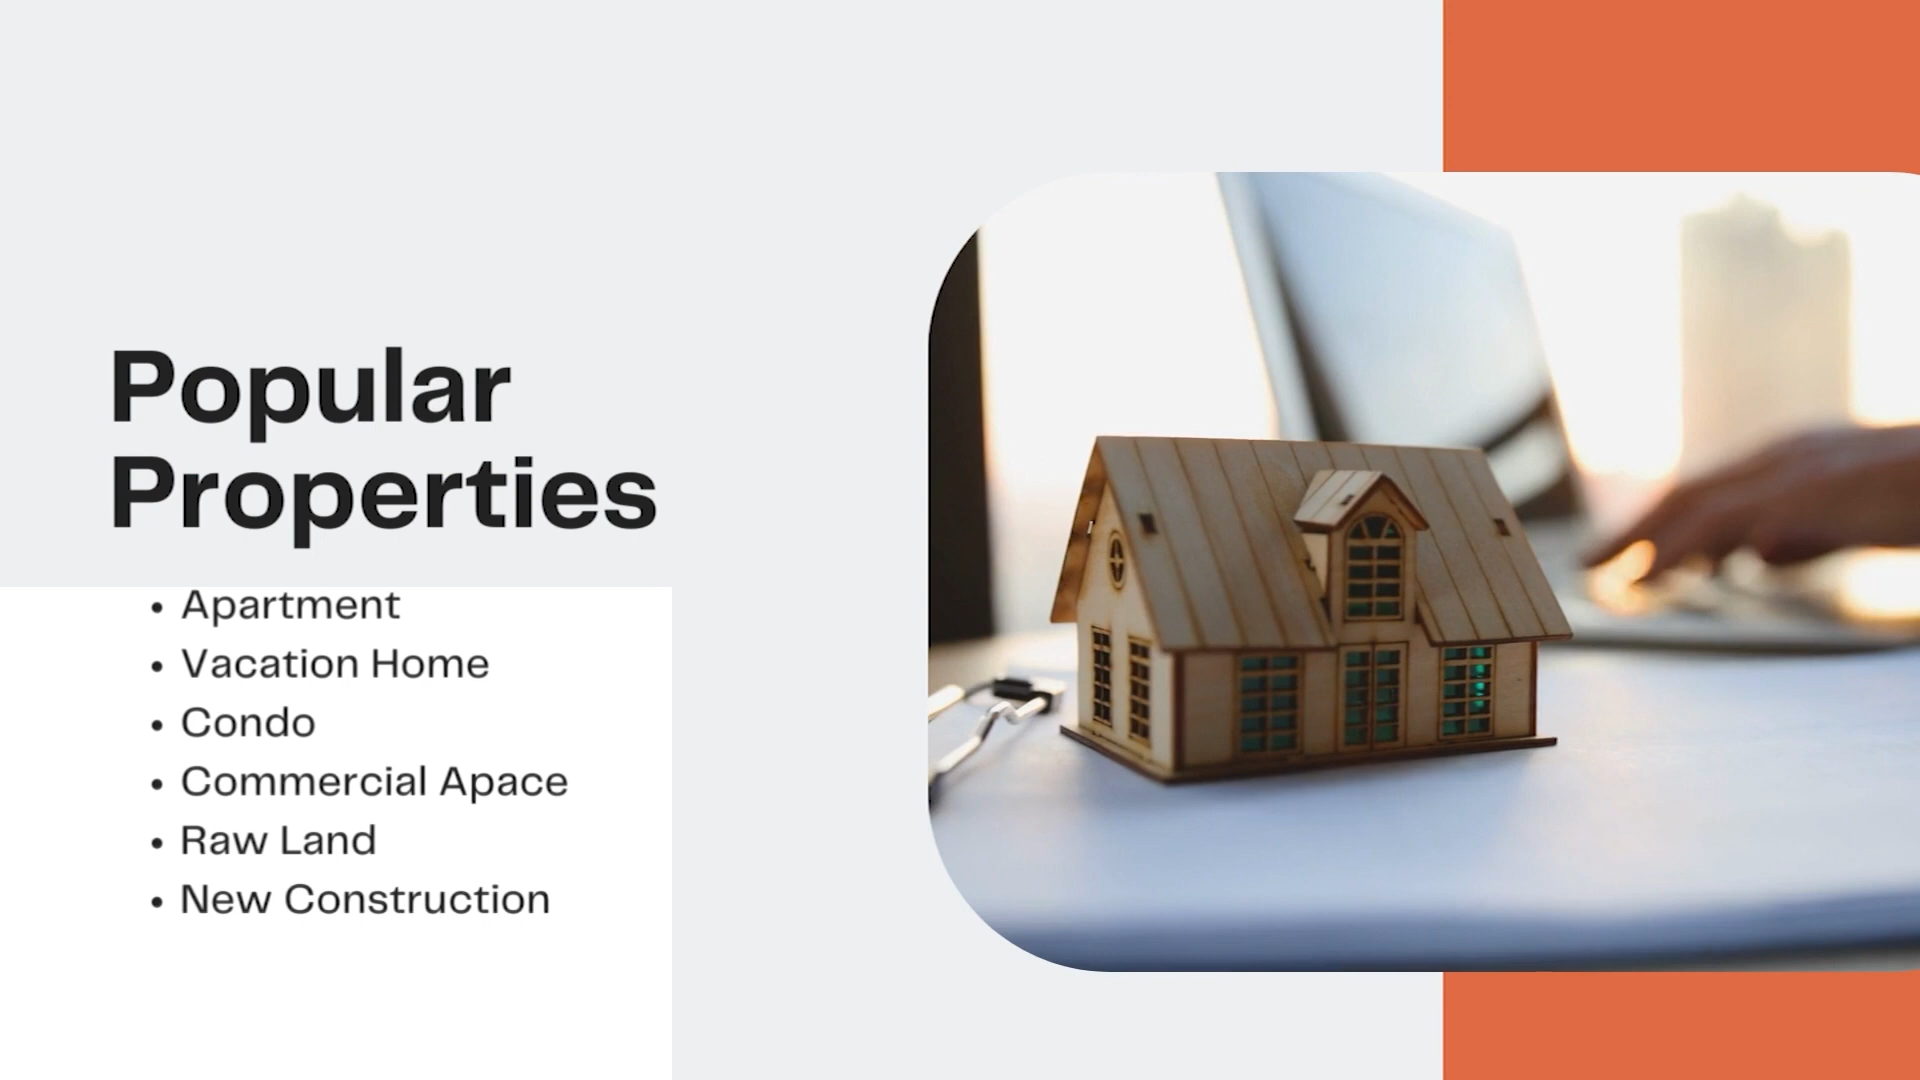 Popular
Properties
• Apartment
• Vacation Home
• Condo
• Commercial Apace
• Raw Land
• New Construction